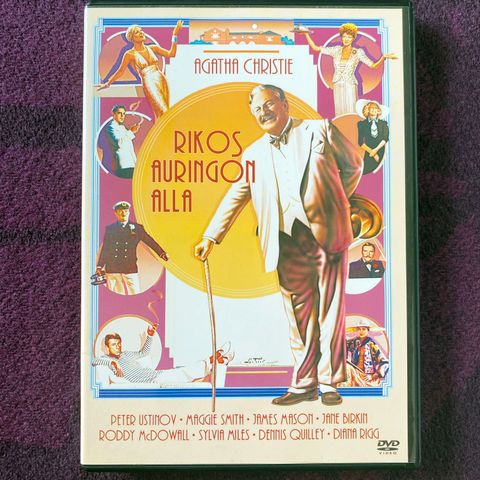 AGATHA CHRISTIE
RIKOS
AURINGON
ALLA
PETER USTINOV • MAGGIE SMITH • JAMES MASON • JANE BIRKIN
RODDY McDOWALL • SYLVIA MILES • DENNIS QUILLEY • DIANA RIGG
DVD
VIDEO